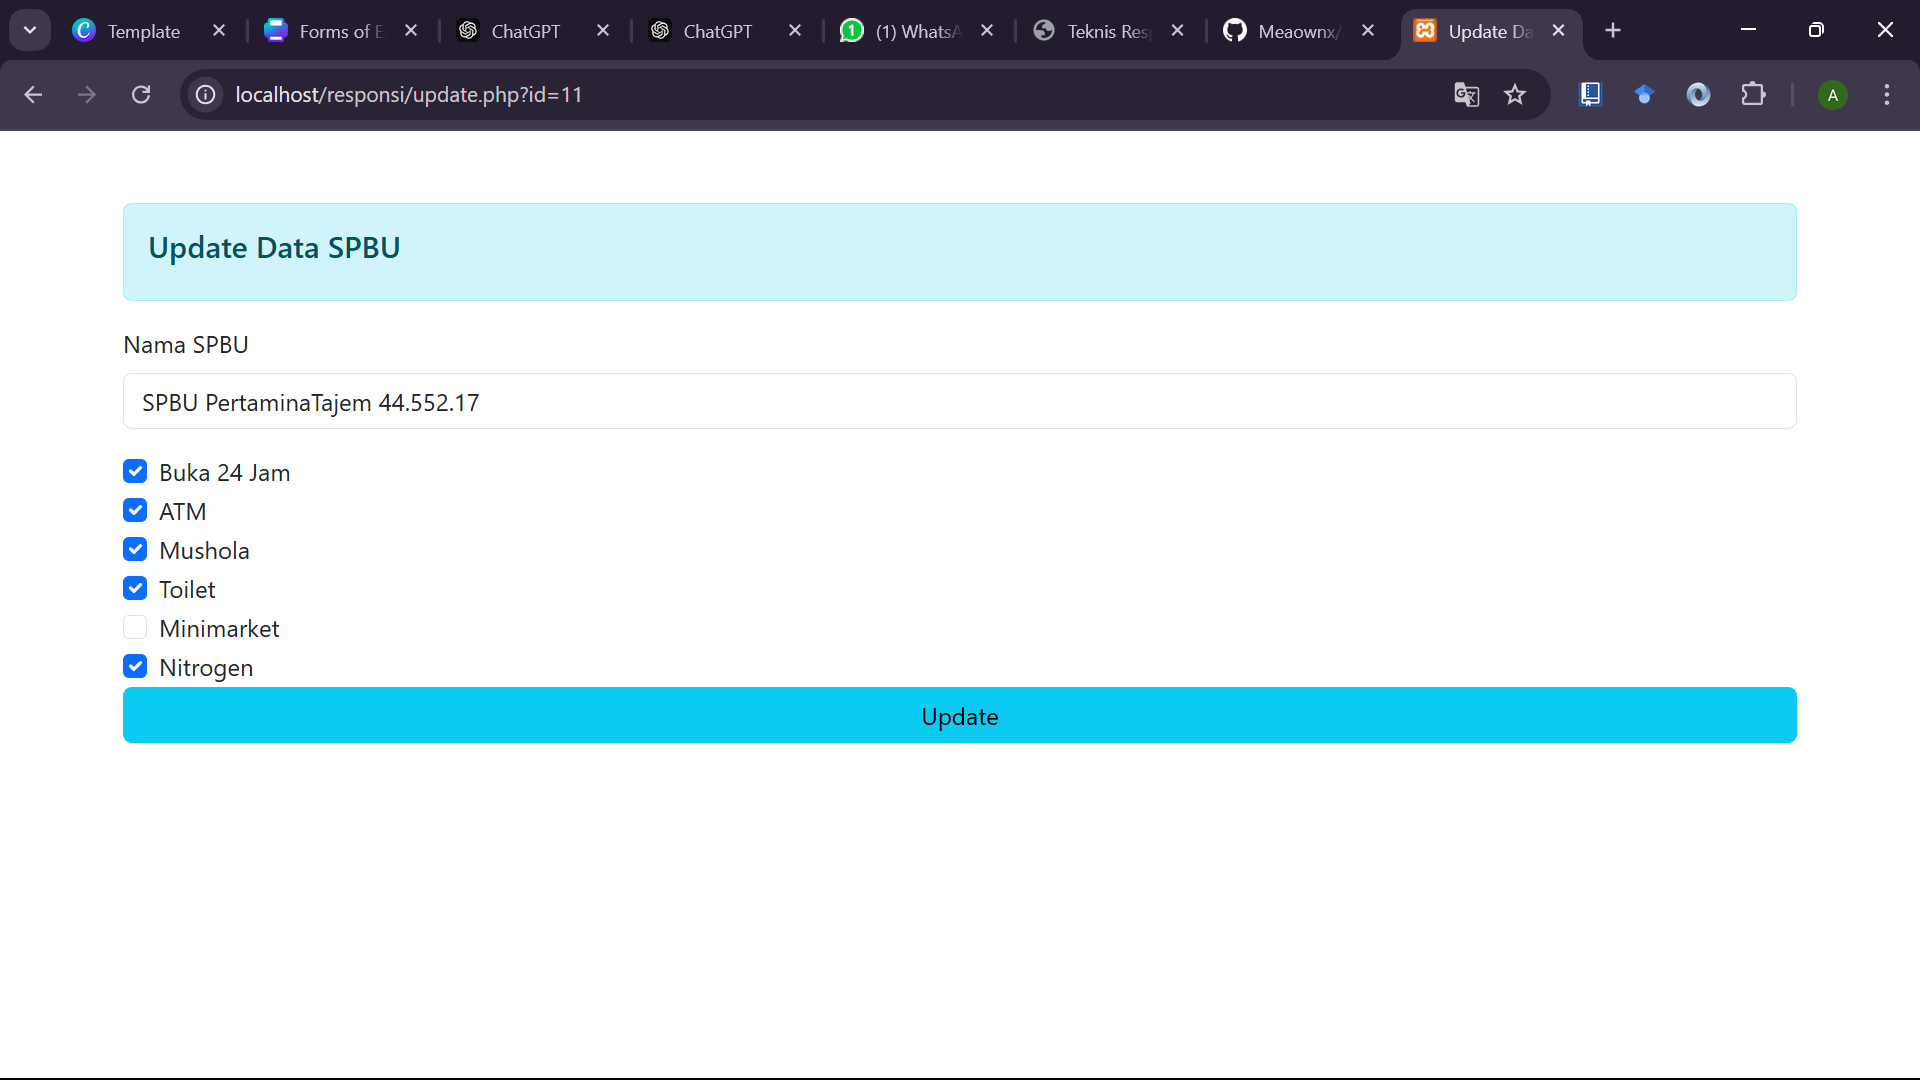 Template
Forms of E
ChatGPT
ChatGPT
1
(1) WhatsA
Teknis Res
Meaownx/
Update Da
localhost/responsi/update.php?id=11
A
Update Data SPBU
Nama SPBU
SPBU PertaminaTajem 44.552.17
Buka 24 Jam
ATM
Mushola
Toilet
Minimarket
Nitrogen
Update